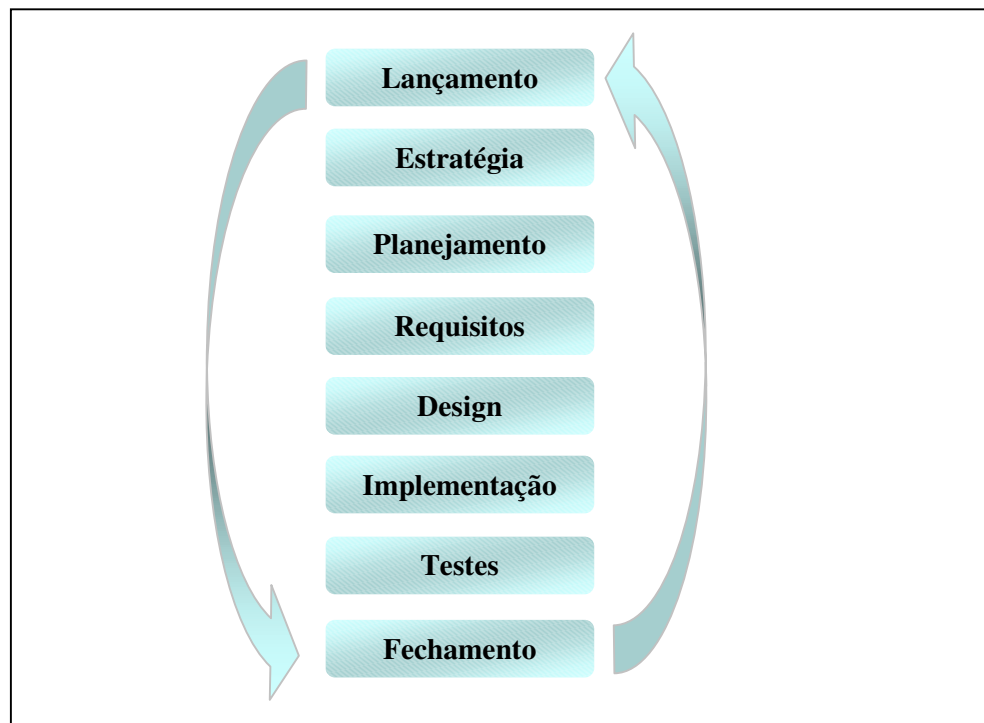 Lançamento
Estratégia
Planejamento
Requisitos
Design
Implementação
Testes
Fechamento